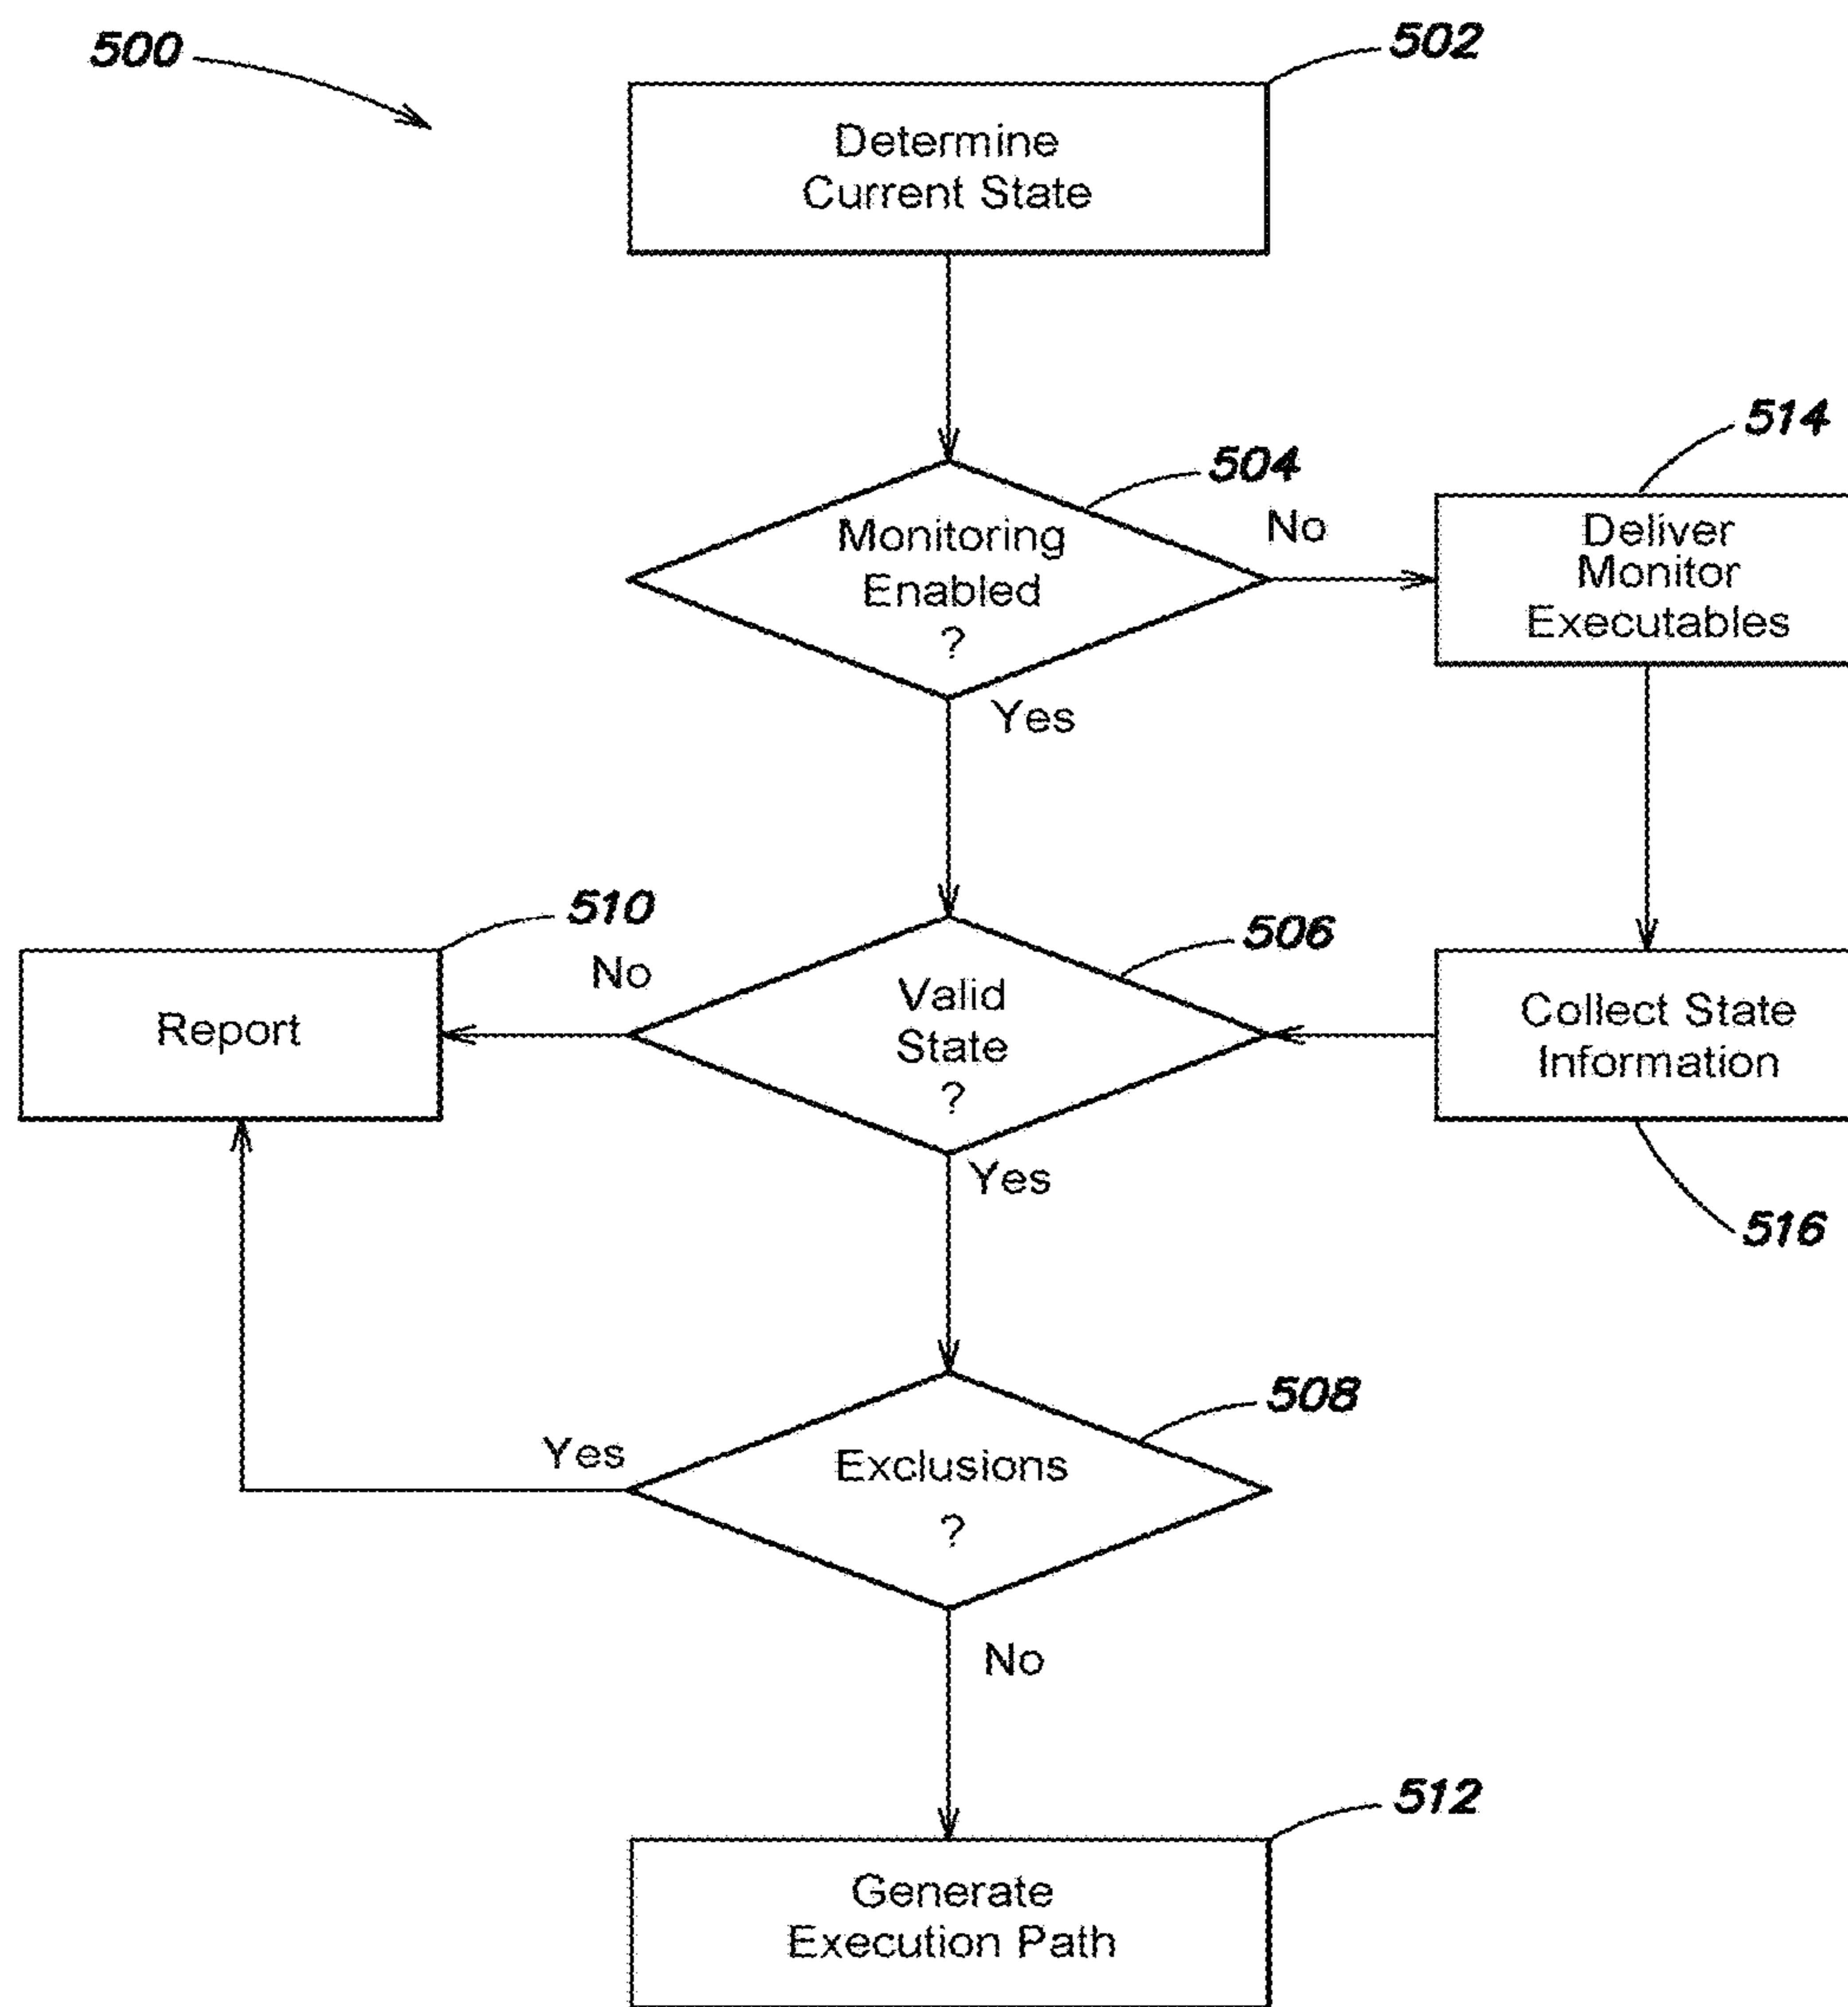 500
502
Determine
Current State
504
Monitoring
Enabled
?
No
Yes
514
Deliver
Monitor
Executables
510
Report
No
506
Valid
State
?
Yes
Collect State
Information
516
508
Exclusions
?
Yes
No
512
Generate
Execution Path